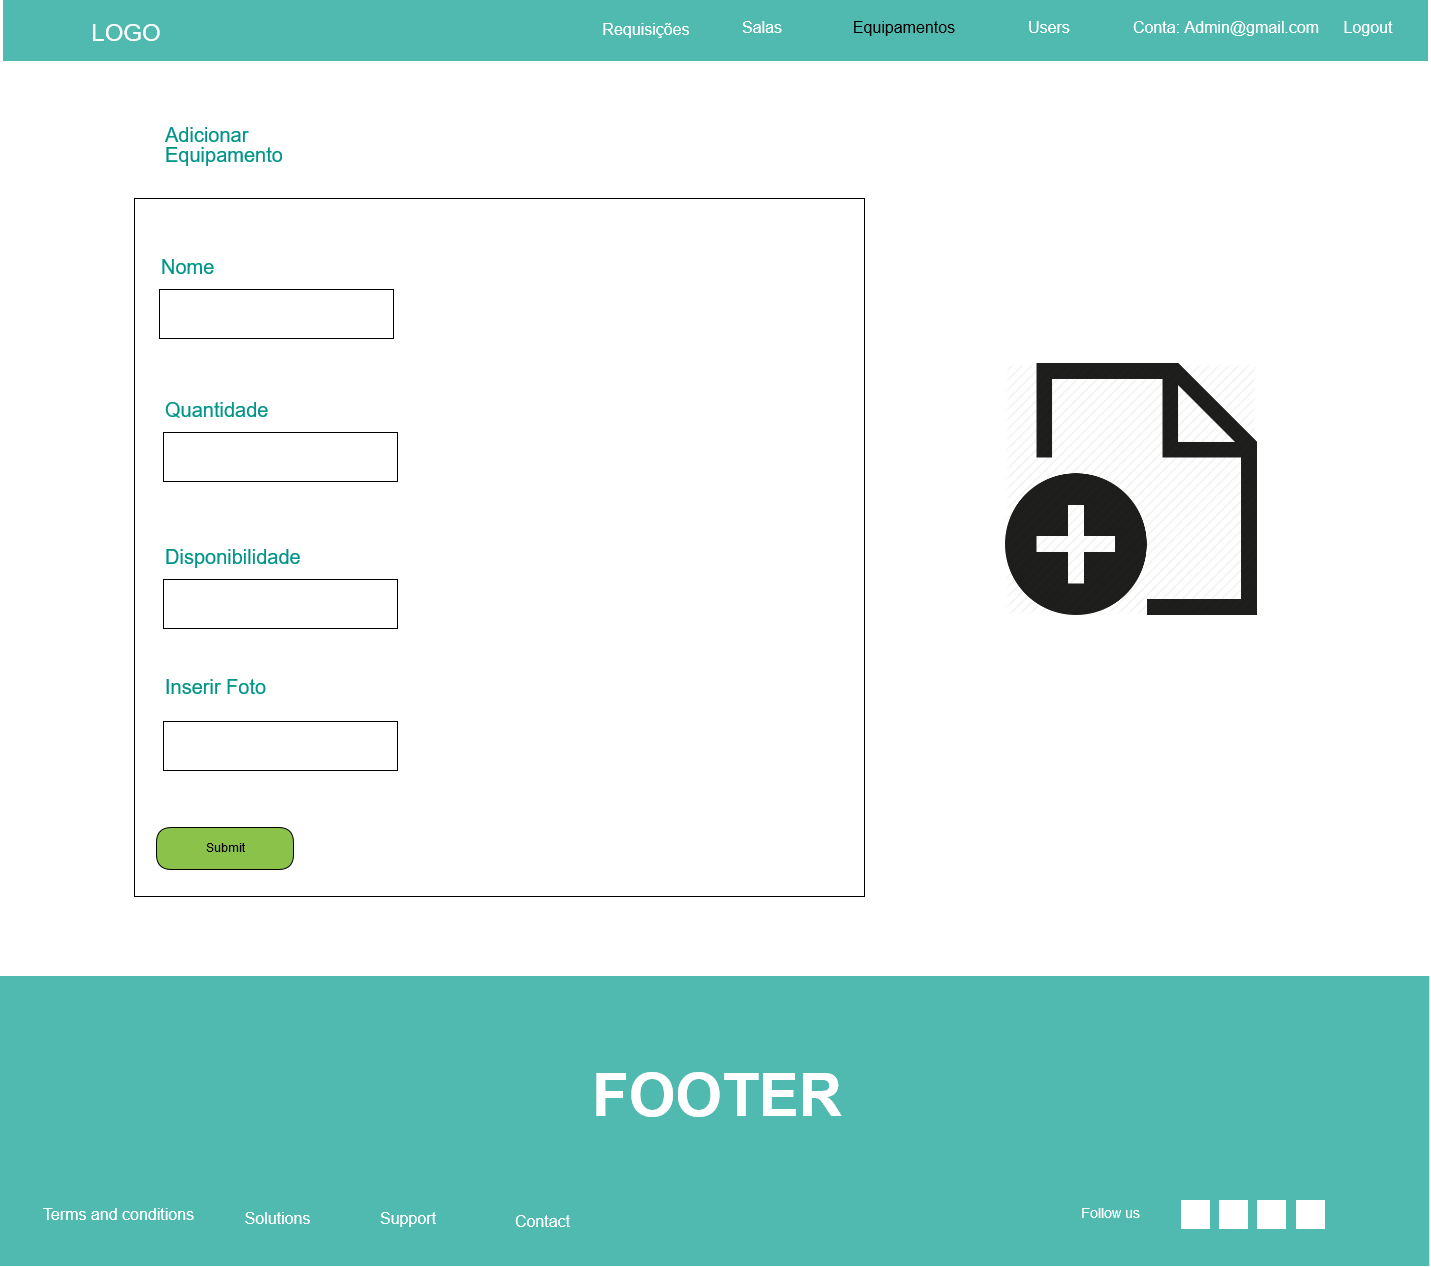 LOGO
Requisições
Salas
Equipamentos
Users
Conta: Admin@gmail.com
Logout
Adicionar
Equipamento
Nome
Quantidade
Disponibilidade
Inserir Foto
Submit
FOOTER
Terms and conditions
Solutions
Support
Contact
Follow us